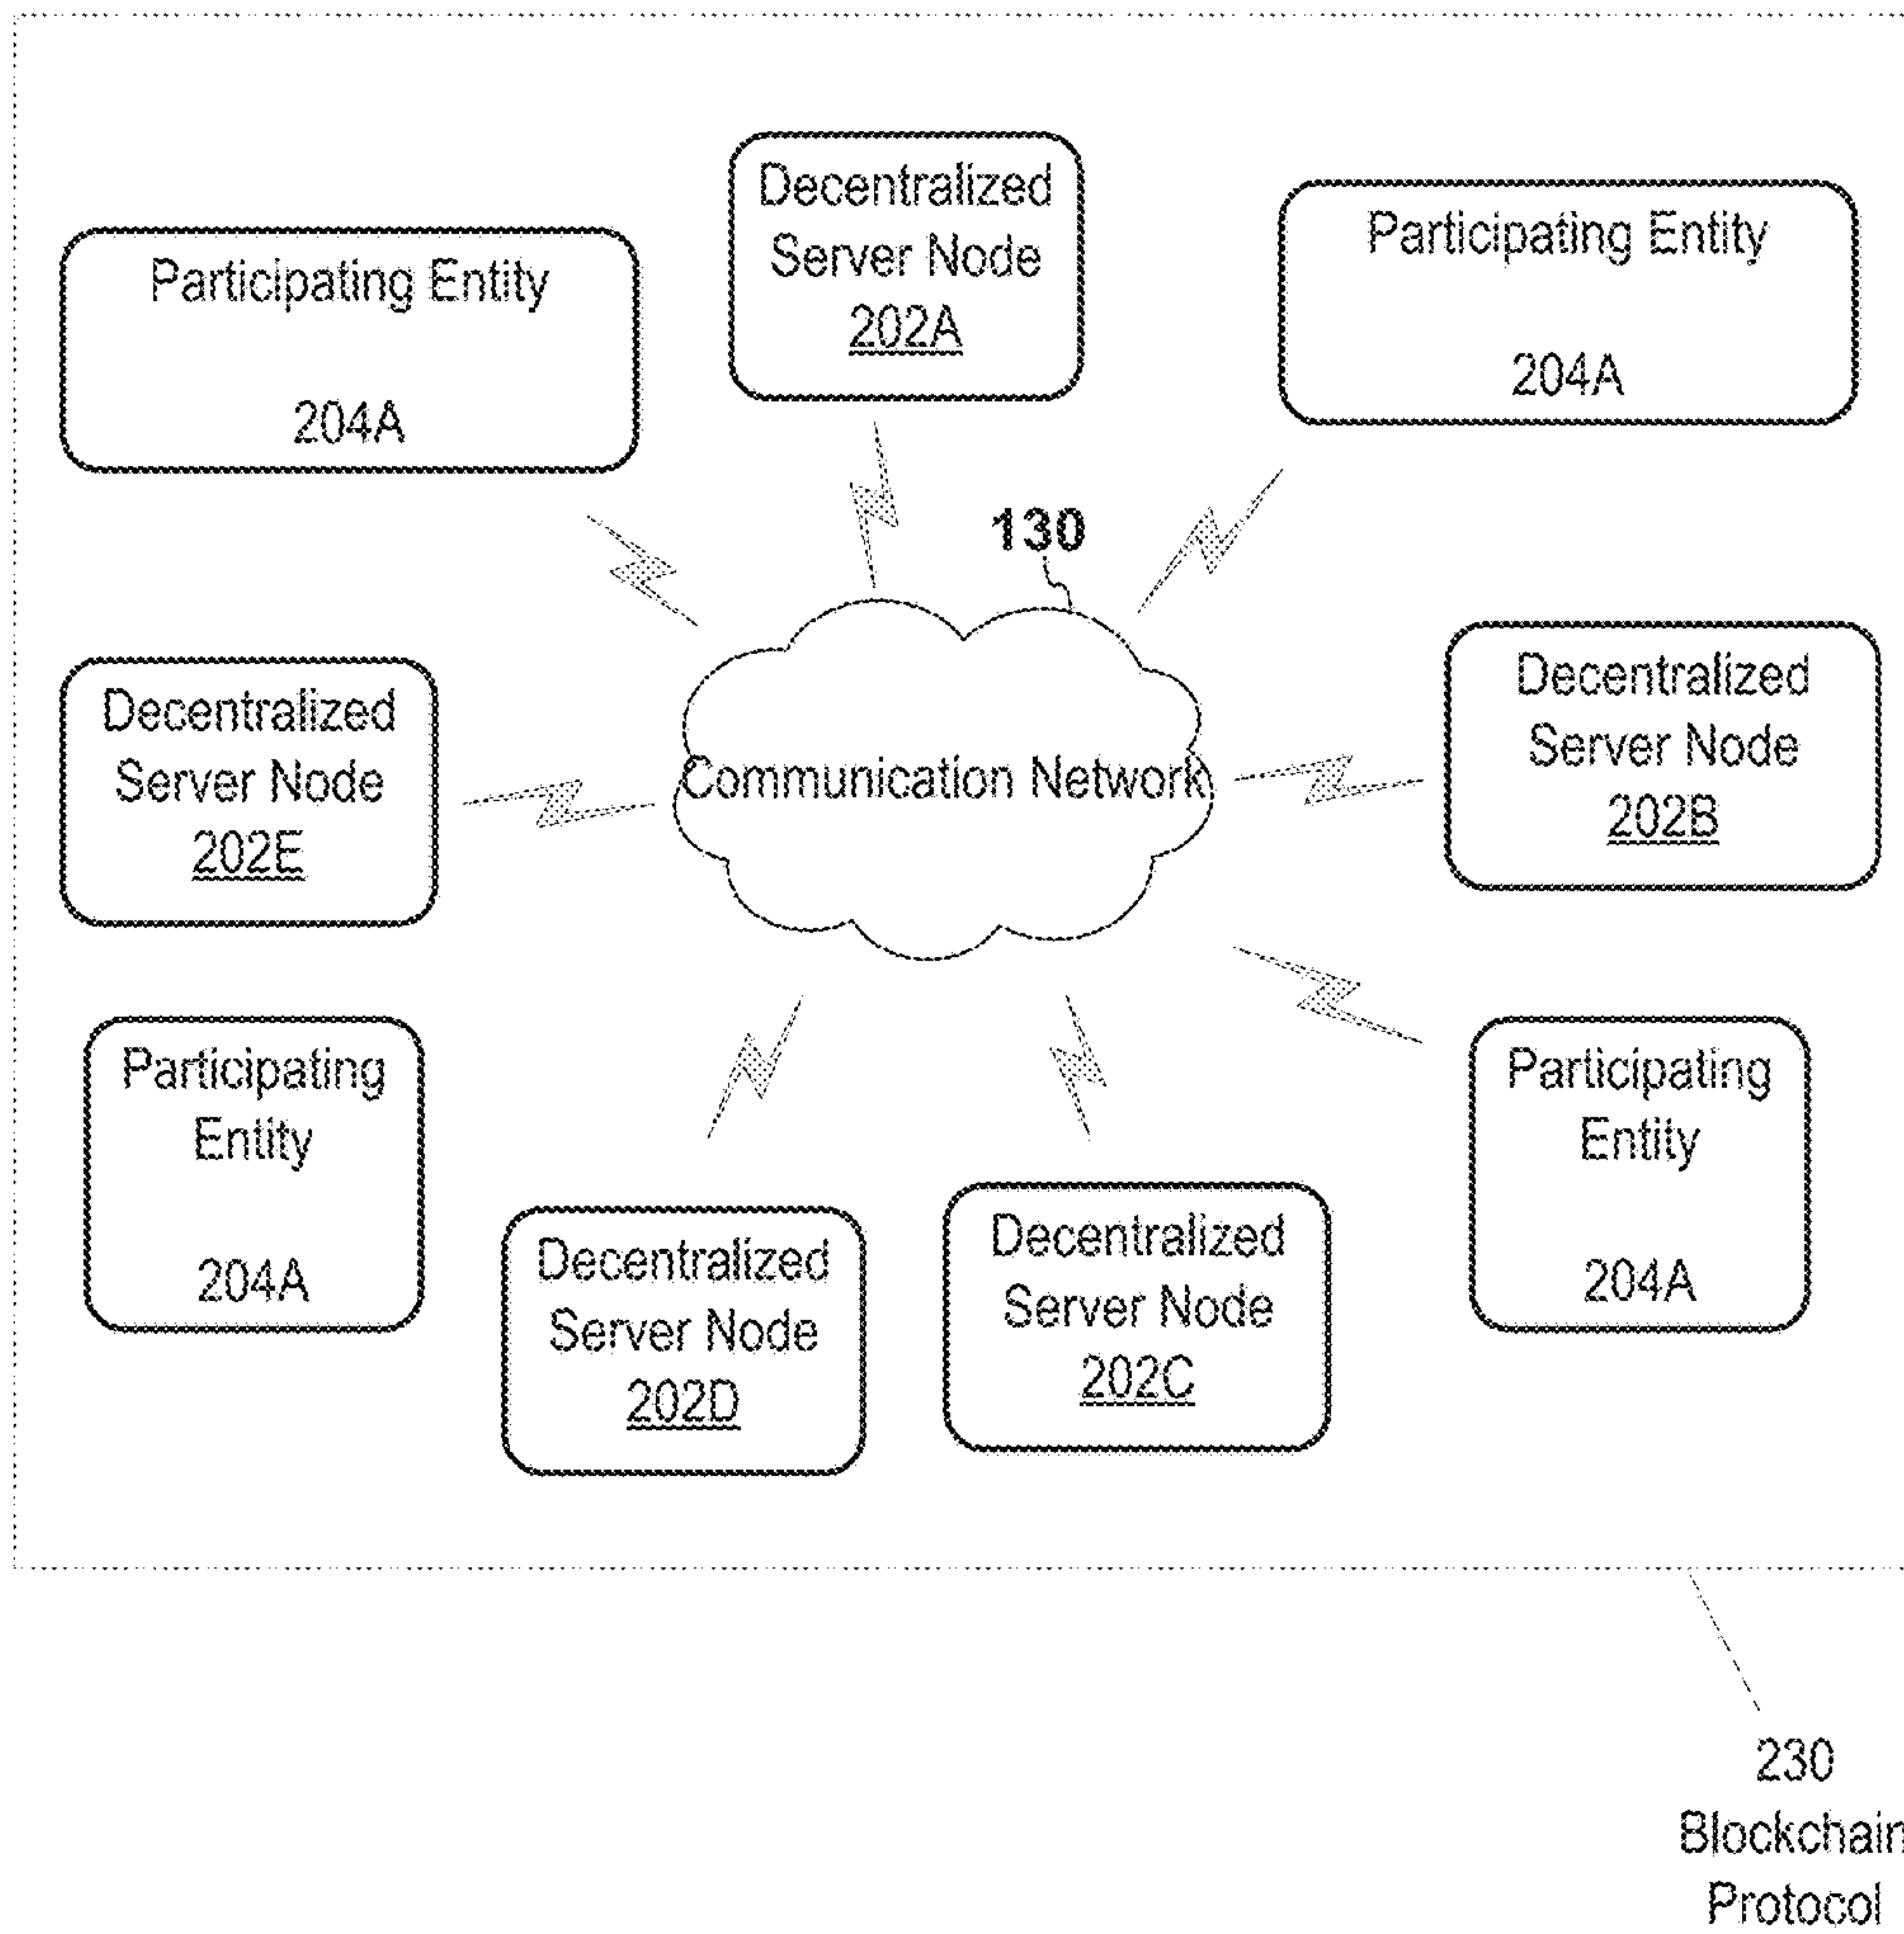 Decentralized
Server Node
202A
Participating Entity
204A
Participating Entity
204A
130
Communication Network
Decentralized
Server Node
202E
Decentralized
Server Node
202B
Participating
Entity
204A
Participating
Entity
204A
Decentralized
Server Node
202D
Decentralized
Server Node
202C
230
Blockchain
Protocol